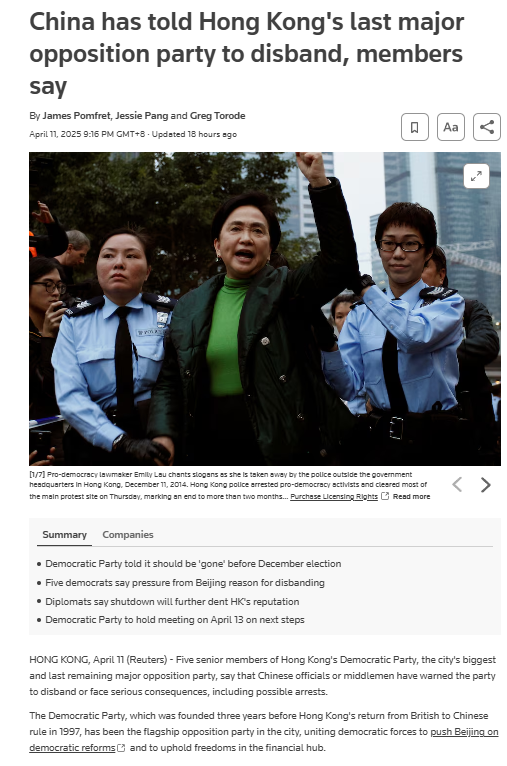 China has told Hong Kong's last major
opposition party to disband, members
say
By James Pomfret, Jessie Pang and Greg Torode
April 11, 2025 9:16 PM GMT+8 · Updated 18 hours ago
Aa
[1/7] Pro-democracy lawmaker Emily Lau chants slogans as she is taken away by the police outside the government
headquarters in Hong Kong, December 11, 2014. Hong Kong police arrested pro-democracy activists and cleared most of
the main protest site on Thursday, marking an end to more than two months... Purchase Licensing Rights Read more
Summary Companies
• Democratic Party told it should be 'gone' before December election
• Five democrats say pressure from Beijing reason for disbanding
• Diplomats say shutdown will further dent HK's reputation
• Democratic Party to hold meeting on April 13 on next steps
HONG KONG, April 11 (Reuters) - Five senior members of Hong Kong's Democratic Party, the city's biggest
and last remaining major opposition party, say that Chinese officials or middlemen have warned the party
to disband or face serious consequences, including possible arrests.
The Democratic Party, which was founded three years before Hong Kong's return from British to Chinese
rule in 1997, has been the flagship opposition party in the city, uniting democratic forces to push Beijing on
democratic reforms and to uphold freedoms in the financial hub.